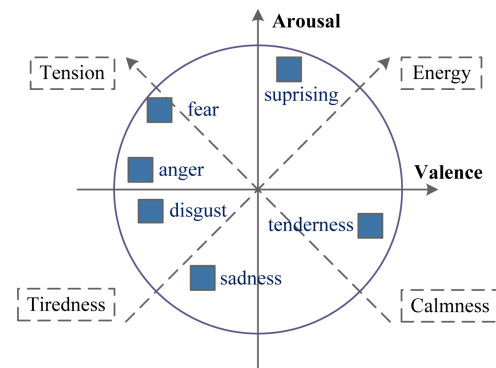 Arousal
Tension
Energy
suprising
fear
anger
Valence
disgust
tenderness
sadness
Tiredness
Calmness